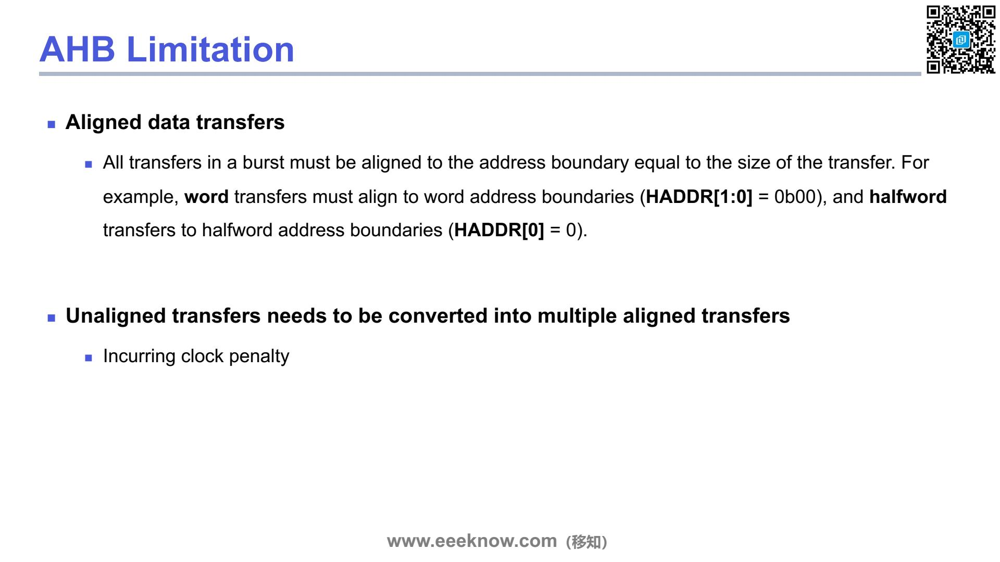 AHB Limitation
Aligned data transfers
All transfers in a burst must be aligned to the address boundary equal to the size of the transfer. For
example, word transfers must align to word address boundaries (HADDR[1:0] = 0b00), and halfword
transfers to halfword address boundaries (HADDR[0] = 0).
Unaligned transfers needs to be converted into multiple aligned transfers
Incurring clock penalty
www.eeeknow.com (移知)